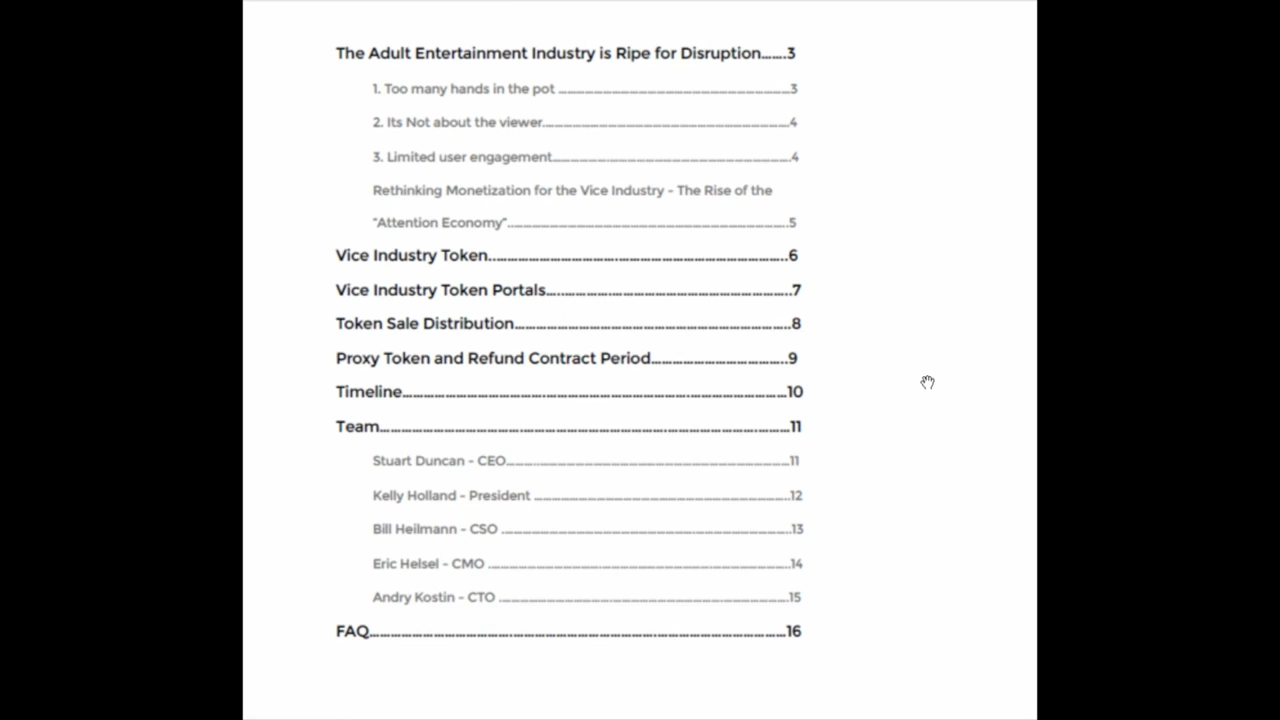 The Adult Entertainment Industry is Ripe for Disruption.......3
1. Too many hands in the pot ..........................................................3
2. Its Not about the viewer..............................................................4
3. Limited user engagement............................................................4
Rethinking Monetization for the Vice Industry - The Rise of the
"Attention Economy".......................................................................5
Vice Industry Token..........................................................................6
Vice Industry Token Portals..............................................................7
Token Sale Distribution.....................................................................8
Proxy Token and Refund Contract Period..................................9
Timeline...............................................................................................10
Team....................................................................................................11
Stuart Duncan - CEO.......................................................................11
Kelly Holland - President ................................................................12
Bill Heilmann - CSO .........................................................................13
Eric Helsel - CMO ............................................................................14
Andry Kostin - CTO .........................................................................15
FAQ.......................................................................................................16